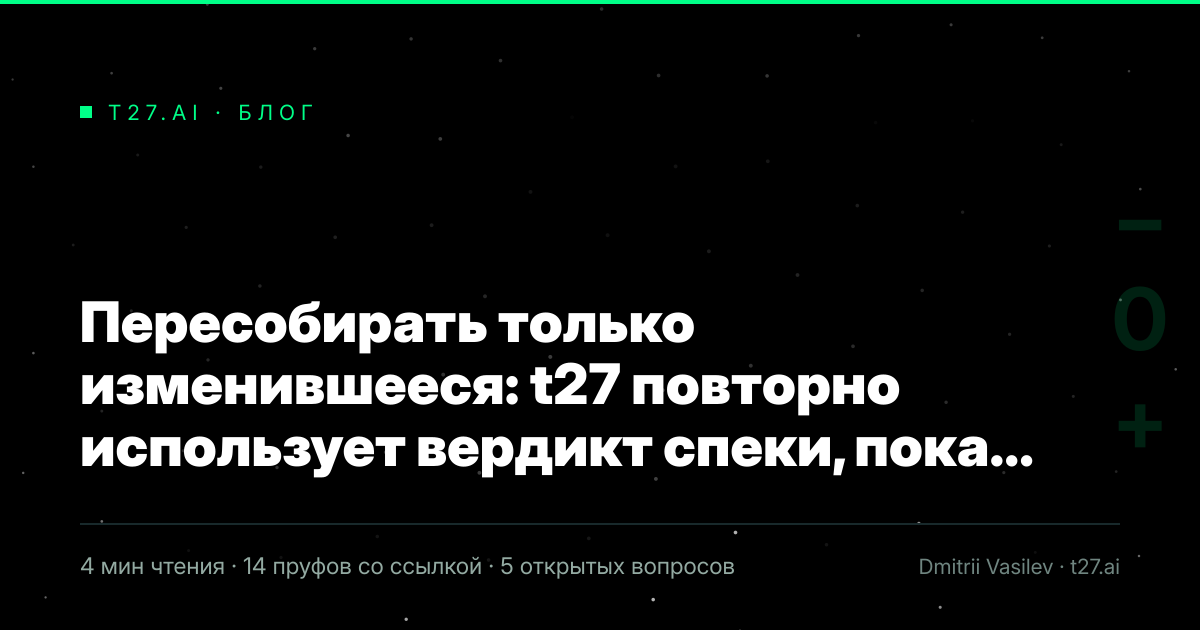 T27.AI · БЛОГ
Пересобирать только
изменившееся: t27 повторно
использует вердикт спеки, пока...
4 мин чтения · 14 пруфов со ссылкой · 5 открытых вопросов
Dmitrii Vasilev · t27.ai
−
0
+